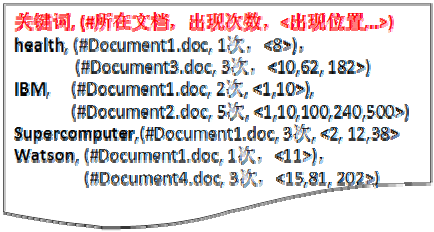 关键词, (#所在文档，出现次数，<出现位置,...>)
health, (#Document1.doc, 1次，<8>),
(#Document3.doc, 3次，<10,62, 182>)
IBM, (#Document1.doc, 2次, <1,10>),
(#Document2.doc, 5次, <1,10,100,240,500>)
Supercomputer,(#Document1.doc, 3次, <2, 12,38>
Watson, (#Document1.doc, 1次，<11>),
(#Document4.doc, 3次，<15,81, 202>)